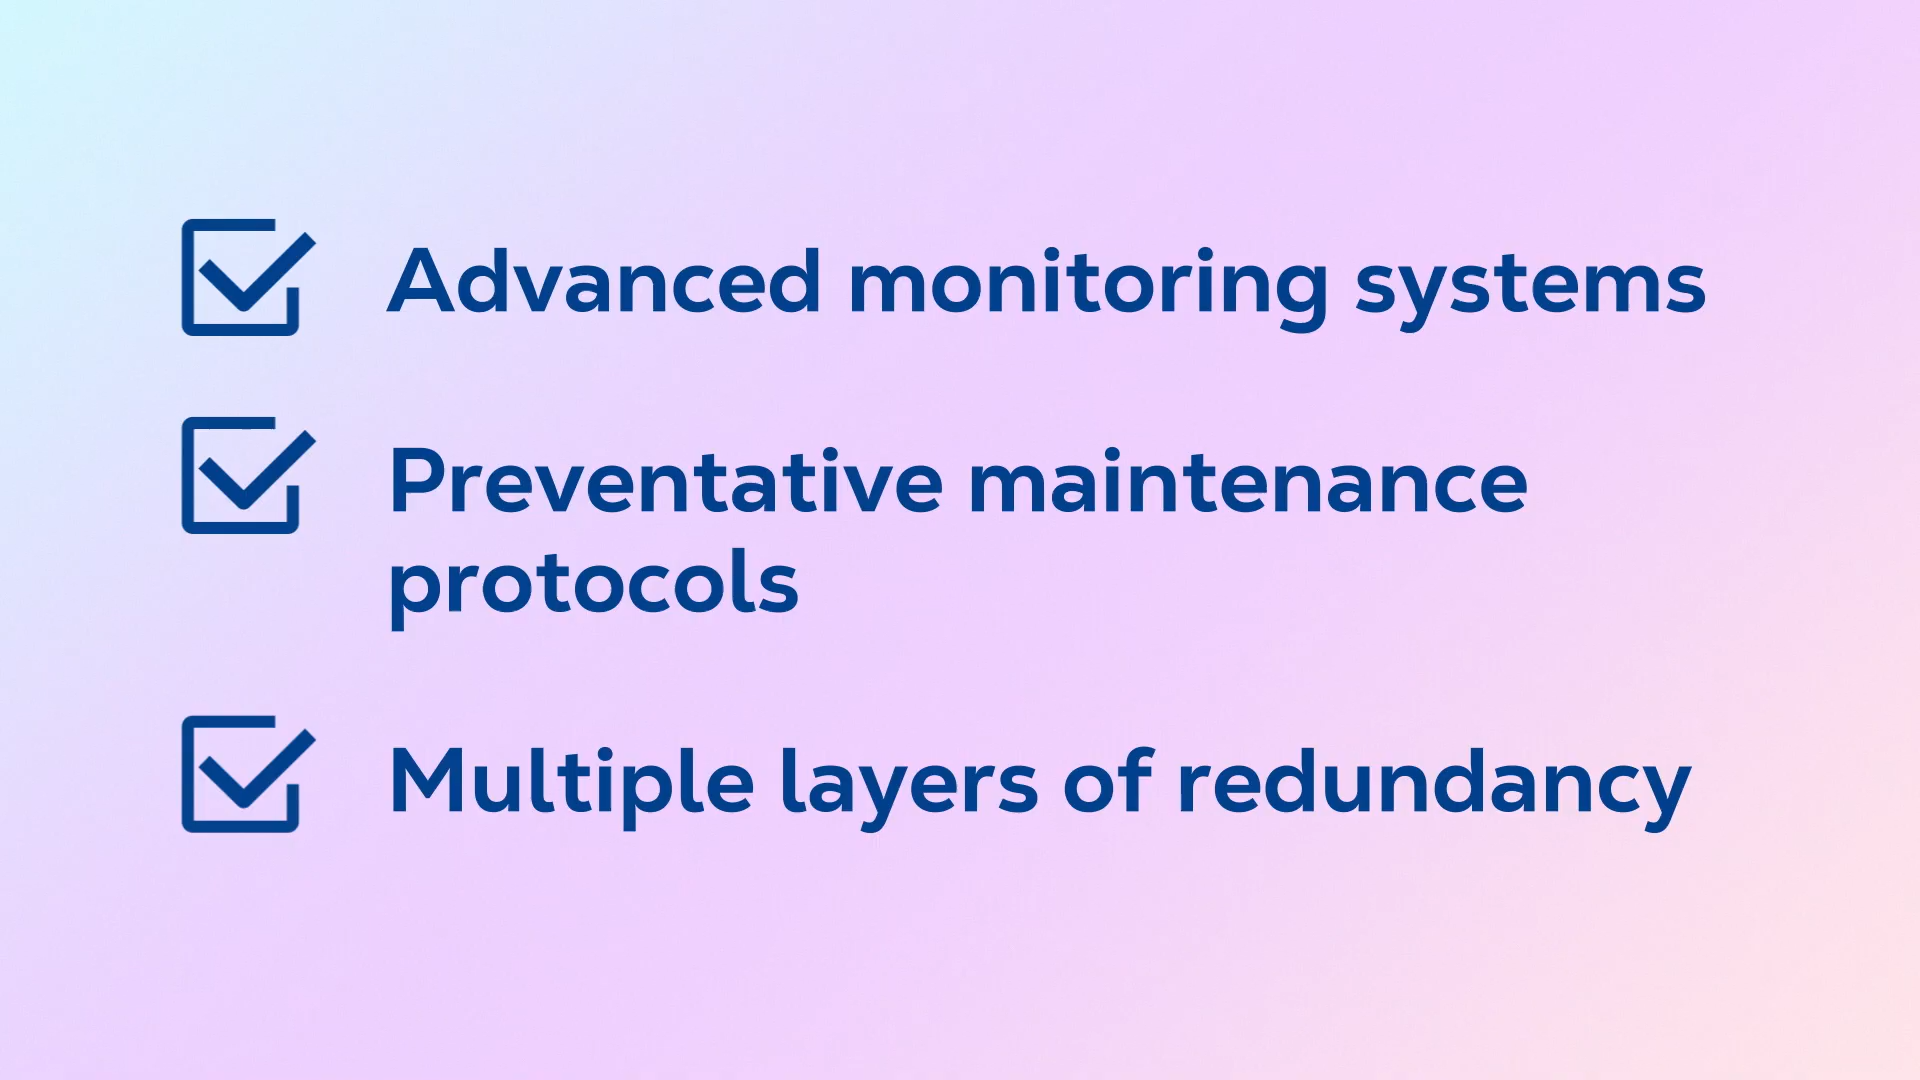 Advanced monitoring systems
Preventative maintenance
protocols
Multiple layers of redundancy